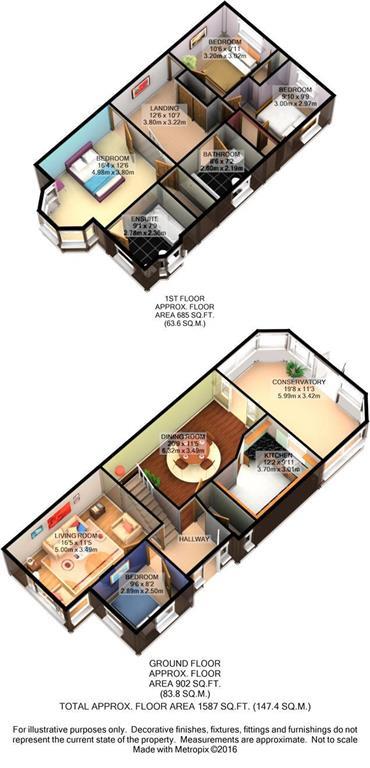 BEDROOM
10'6 x 9'11
3.20m x 3.02m
BEDROOM
9'10 x 9'9
3.00m x 2.97m
LANDING
12'6 x 10'7
3.80m x 3.22m
BEDROOM
16'4 x 12'6
4.98m x 3.80m
BATHROOM
8'6 x 7'2
2.60m x 2.19m
ENSUITE
9'1 x 7'9
2.78m x 2.36m
1ST FLOOR
APPROX. FLOOR
AREA 685 SQ.FT.
(63.6 SQ.M.)
CONSERVATORY
19'8 x 11'3
5.99m x 3.42m
DINING ROOM
20'9 x 11'5
6.32m x 3.49m
KITCHEN
12'2 x 9'11
3.70m x 3.01m
LIVING ROOM
16'5 x 11'5
5.00m x 3.49m
HALLWAY
BEDROOM
9'6 x 8'2
2.89m x 2.50m
GROUND FLOOR
APPROX. FLOOR
AREA 902 SQ.FT.
(83.8 SQ.M.)
TOTAL APPROX. FLOOR AREA 1587 SQ.FT. (147.4 SQ.M.)
For illustrative purposes only. Decorative finishes, fixtures, fittings and furnishings do not
represent the current state of the property. Measurements are approximate. Not to scale
Made with Metropix ©2016